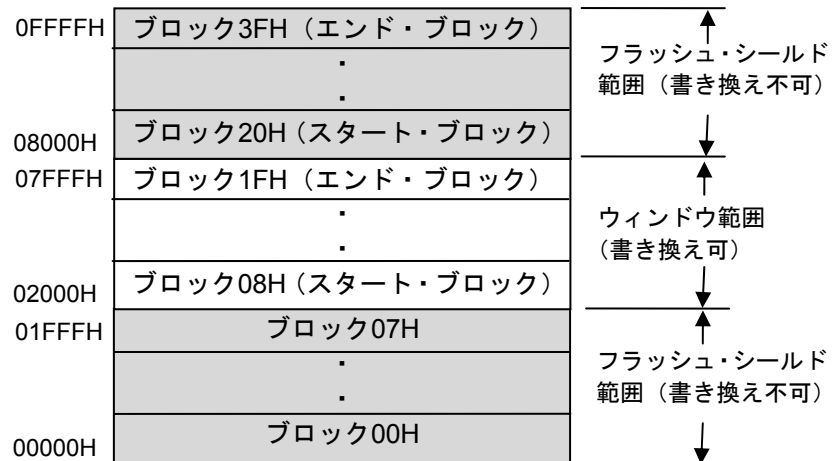 0FFFFH
ブロック3FH（エンド・ブロック）
・
・
08000H
ブロック20H（スタート・ブロック）
フラッシュ・シールド
範囲（書き換え不可）
07FFFH
ブロック1FH（エンド・ブロック）
・
・
02000H
ブロック08H（スタート・ブロック）
ウィンドウ範囲
（書き換え可）
01FFFH
ブロック07H
・
・
00000H
ブロック00H
フラッシュ・シールド
範囲（書き換え不可）